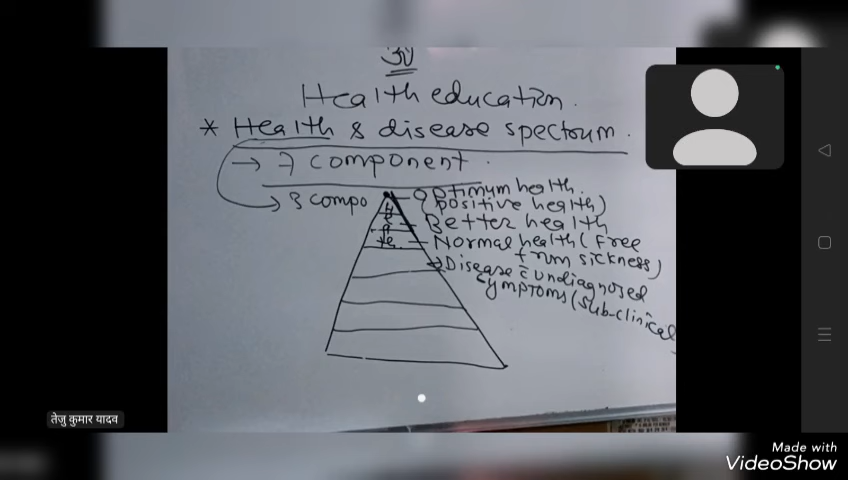 ॐ
Health education.
* Health & disease spectrum.
→ 7 component.
→ 3 compo
Optimum health.
(positive health)
Better health
Normal health (Free
from sickness)
→ Disease c̄ undiagnosed
symptoms (sub-clinical
तेजु कुमार यादव
Made with
VideoShow